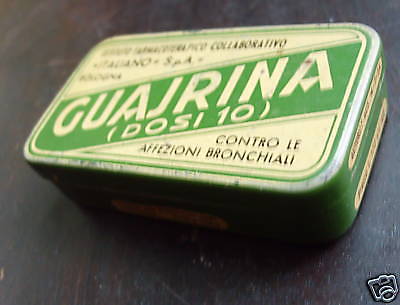 ISTITUTO FARMACOTERAPICO COLLABORATIVO
"ITALIANO" S.p.A.
BOLOGNA
GUAJRINA
(DOSI 10)
CONTRO LE
AFFEZIONI BRONCHIALI